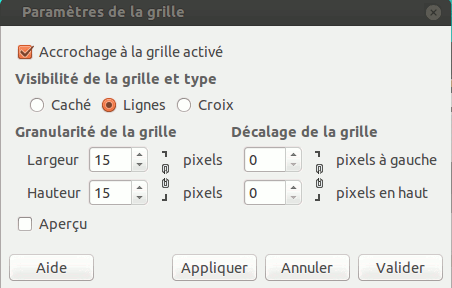 Paramètres de la grille
Accrochage à la grille activé
Visibilité de la grille et type
Caché Lignes Croix
Granularité de la grille Décalage de la grille
Largeur 15 pixels 0 pixels à gauche
Hauteur 15 pixels 0 pixels en haut
Aperçu
Aide Appliquer Annuler Valider